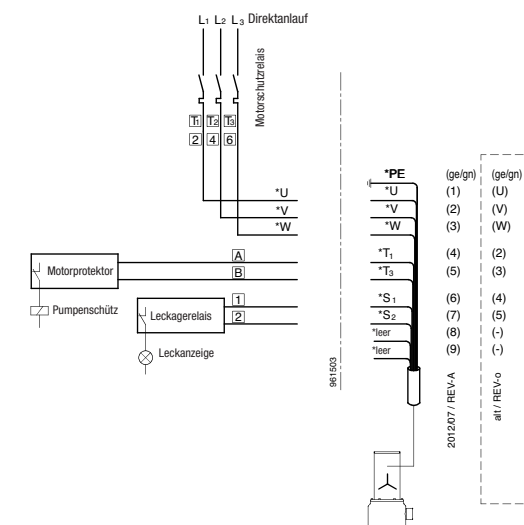 L1 L2 L3 Direktanlauf
Motorschutzrelais
T1 T2 T3
2 4 6
*PE (ge/gn) (ge/gn)
*U *U (1) (U)
*V *V (2) (V)
*W *W (3) (W)
Motorprotektor A *T1 (4) (2)
B *T3 (5) (3)
Pumpenschütz
Leckagerelais 1 *S1 (6) (4)
2 *S2 (7) (5)
*leer (8) (-)
*leer (9) (-)
Leckanzeige
961503
2012/07 / REV-A
alt / REV-o